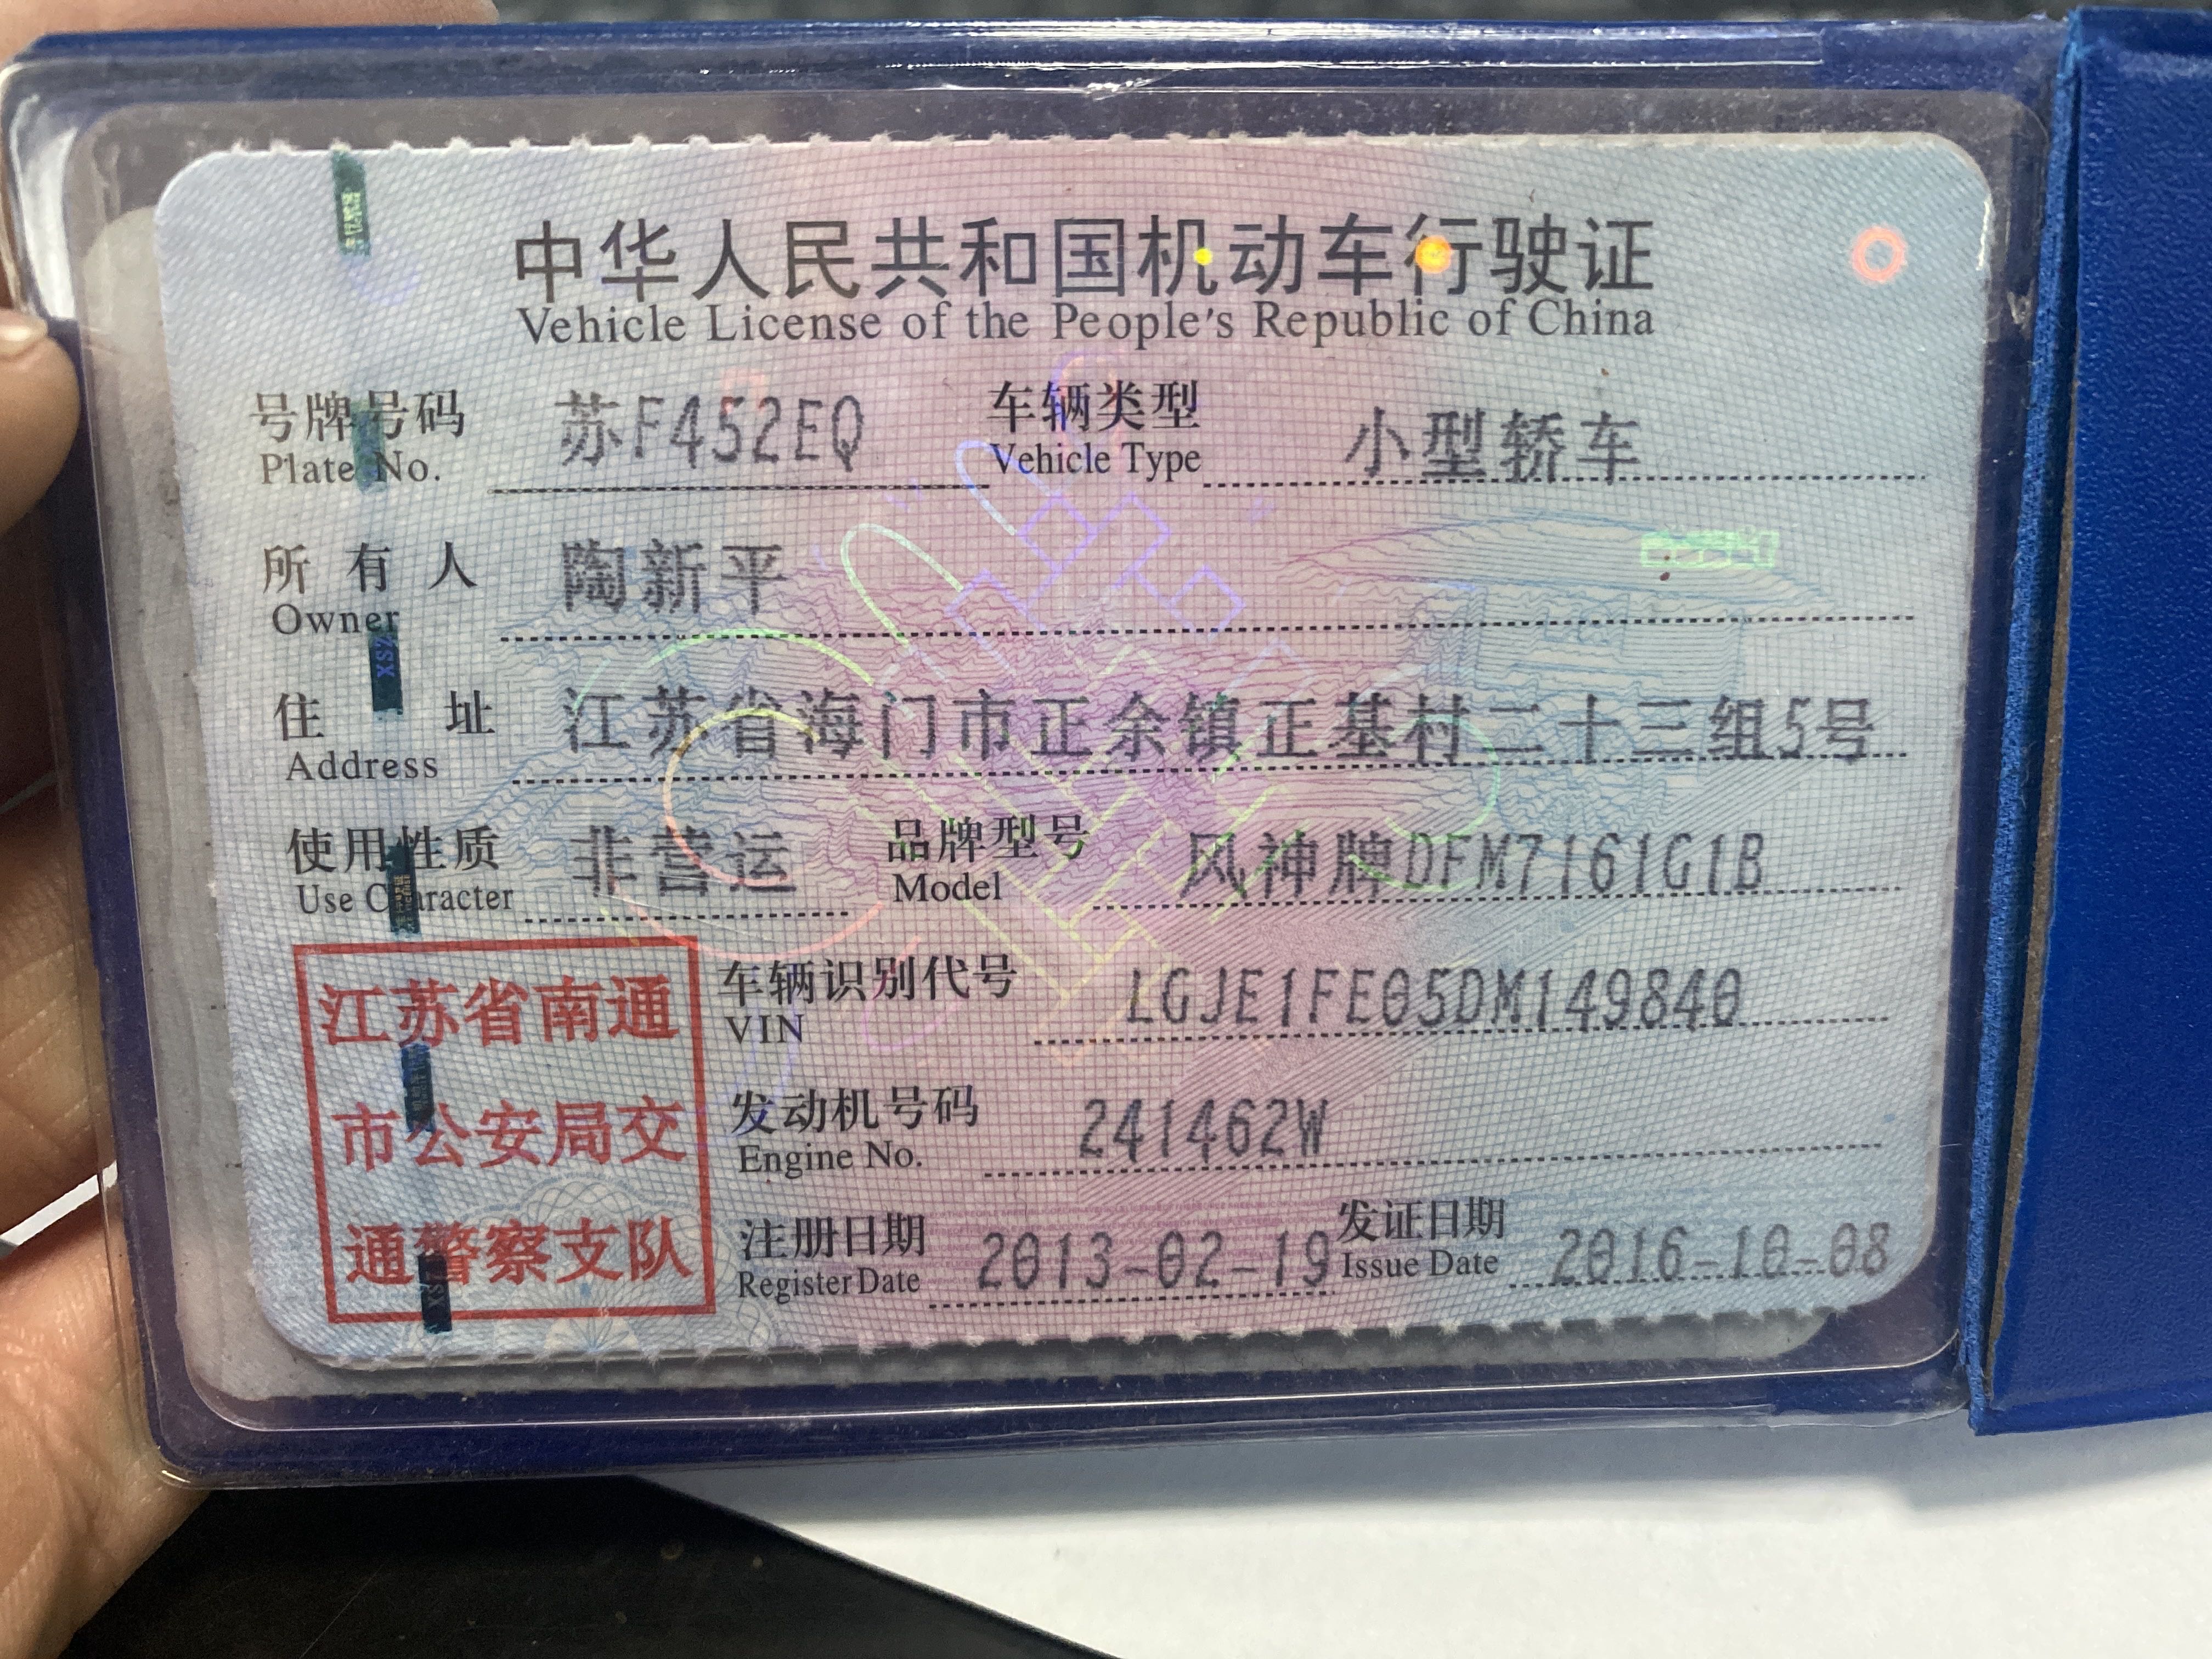 中华人民共和国机动车行驶证
Vehicle License of the People's Republic of China
号牌号码 苏F452EQ 车辆类型 小型轿车
Plate No. Vehicle Type
所有人 陶新平
Owner
住址 江苏省海门市正余镇正基村二十三组5号
Address
使用性质 非营运 品牌型号 风神牌DFM7161G1B
Use Character Model
江苏省南通
市公安局交
通警察支队
车辆识别代号 LGJE1FE05DM149840
VIN
发动机号码 241462W
Engine No.
注册日期 2013-02-19 发证日期 2016-10-08
Register Date Issue Date